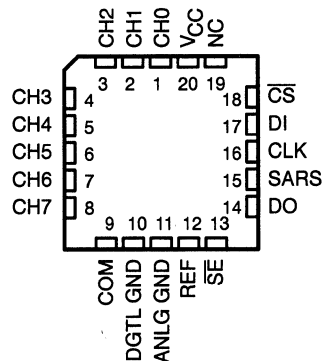 CH2
CH1
CH0
VCC
NC
3 2 1 20 19
CH3 4 18 C̅S̅
CH4 5 17 DI
CH5 6 16 CLK
CH6 7 15 SARS
CH7 8 14 DO
9 10 11 12 13
COM
DGTL GND
ANLG GND
REF
S̅E̅